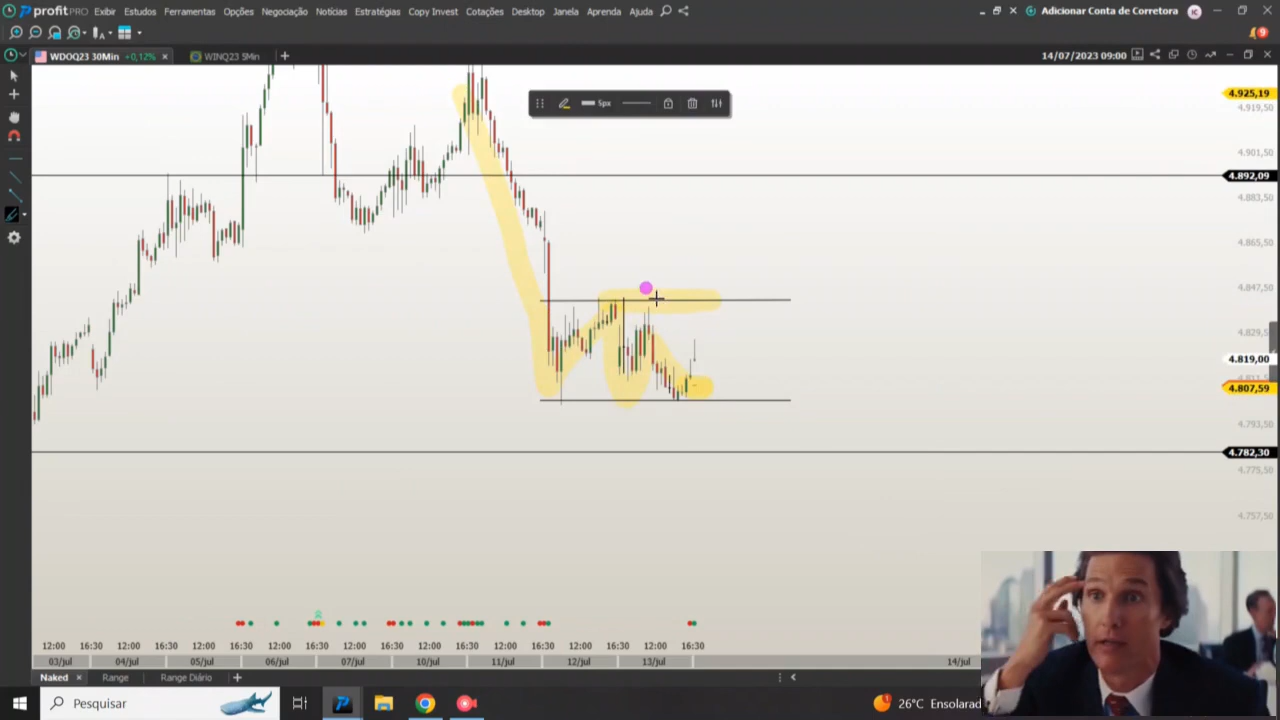 profitPRO Exibir Estudos Ferramentas Opções Negociação Notícias Estratégias Copy Invest Cotações Desktop Janela Aprenda Ajuda Adicionar Conta de Corretora IC
9
WDOQ23 30Min +0,12% WINQ23 5Min 14/07/2023 09:00
5px
4.925,19
4.919,50
4.901,50
4.892,09
4.883,50
4.865,50
4.847,50
4.829,50
4.819,00
4.807,59
4.793,50
4.782,30
4.775,50
4.757,50
12:00 16:30 12:00 16:30 12:00 16:30 12:00 16:30 12:00 16:30 12:00 16:30 12:00 16:30 12:00 16:30 12:00 16:30
03/jul 04/jul 05/jul 06/jul 07/jul 10/jul 11/jul 12/jul 13/jul 14/jul
Naked Range Range Diário
Pesquisar 26°C Ensolarad